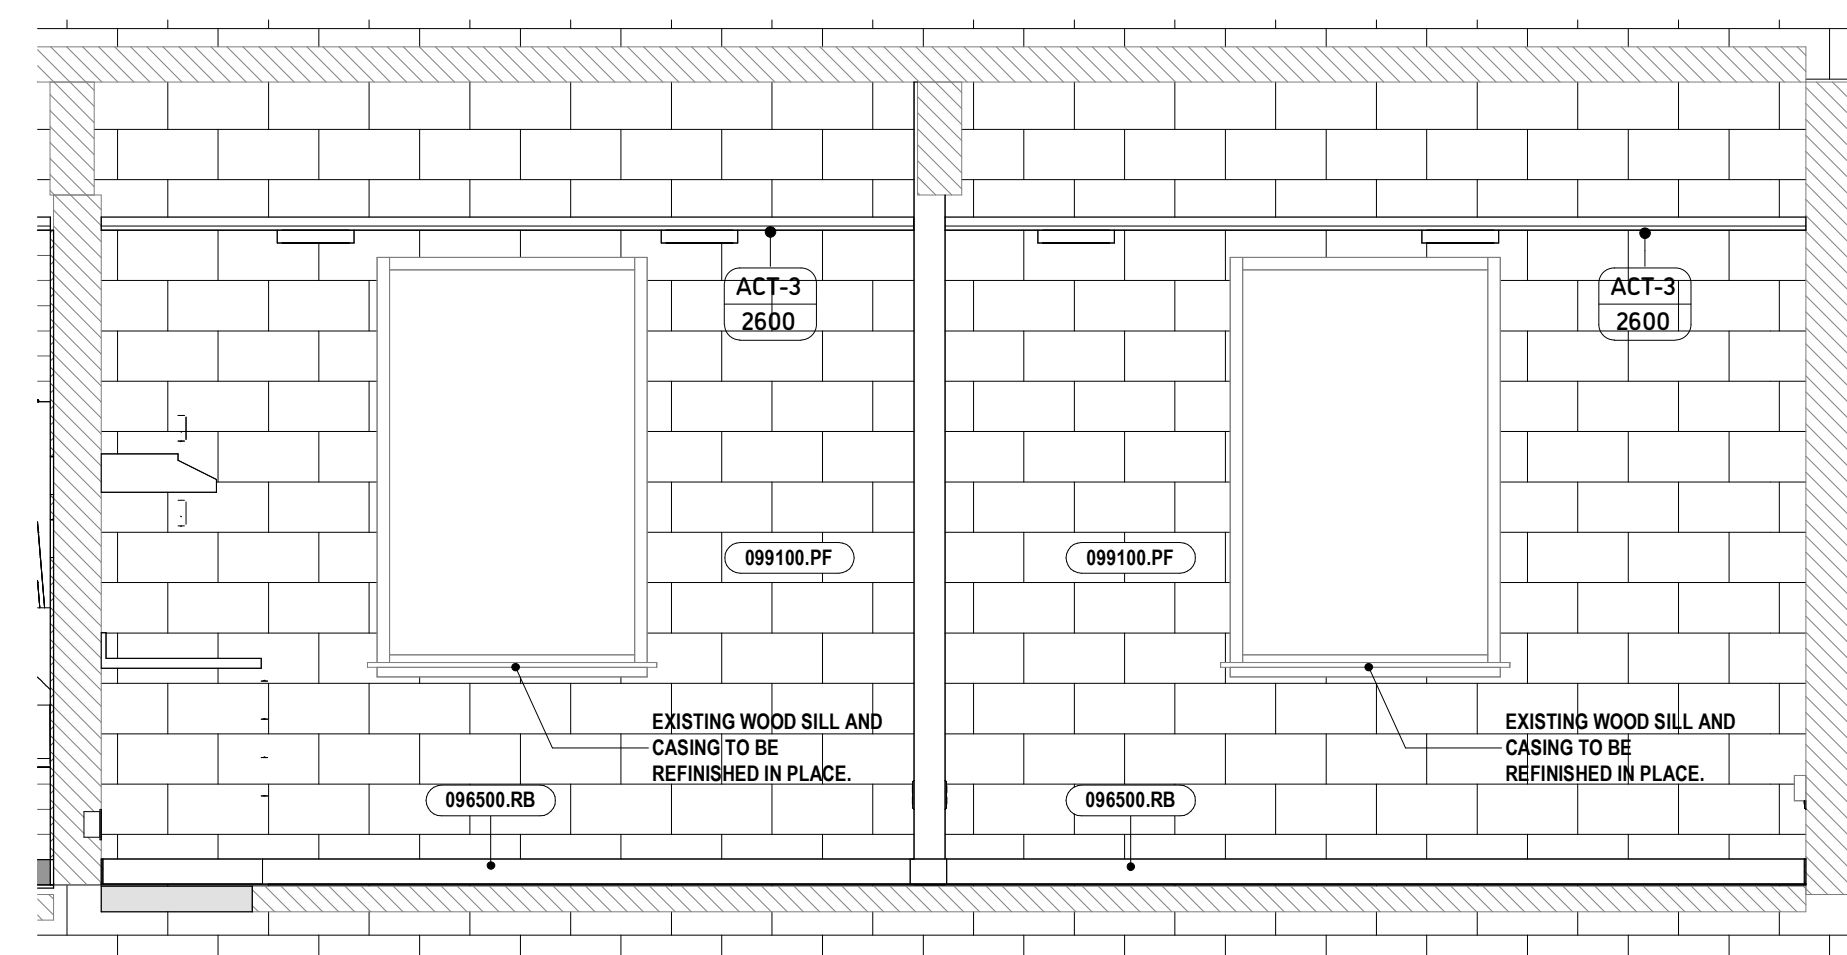 ACT-3
2600
ACT-3
2600
099100.PF
099100.PF
EXISTING WOOD SILL AND
CASING TO BE
REFINISHED IN PLACE.
EXISTING WOOD SILL AND
CASING TO BE
REFINISHED IN PLACE.
096500.RB
096500.RB